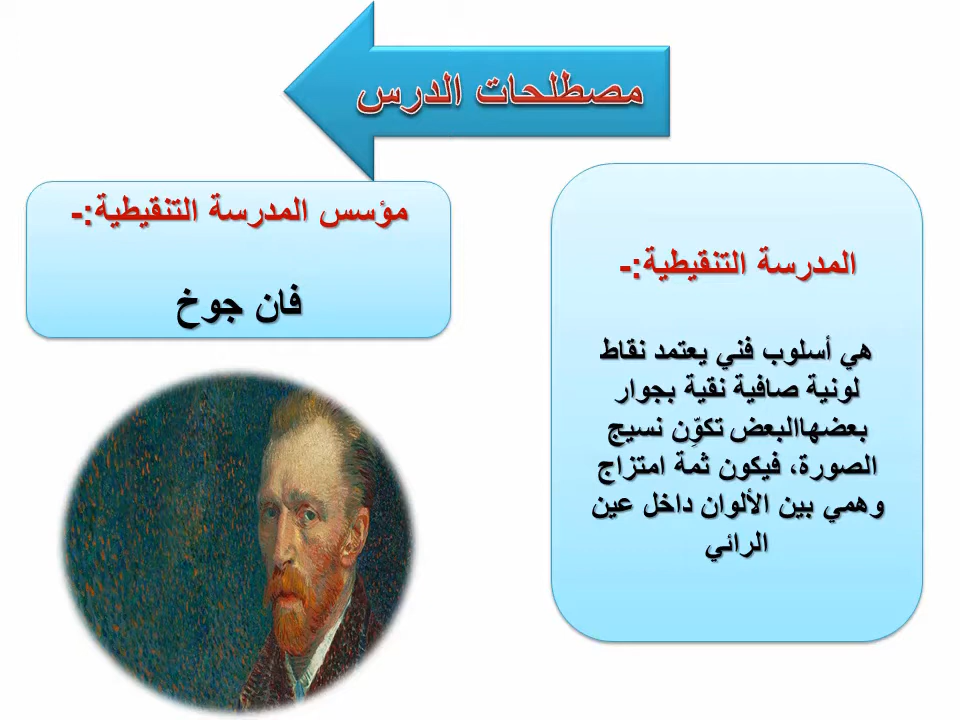 مصطلحات الدرس
المدرسة التنقيطية:-
هي أسلوب فني يعتمد نقاط
لونية صافية نقية بجوار
بعضهاالبعض تكوّن نسيج
الصورة، فيكون ثمة امتزاج
وهمي بين الألوان داخل عين
الرائي
مؤسس المدرسة التنقيطية:-
فان جوخ